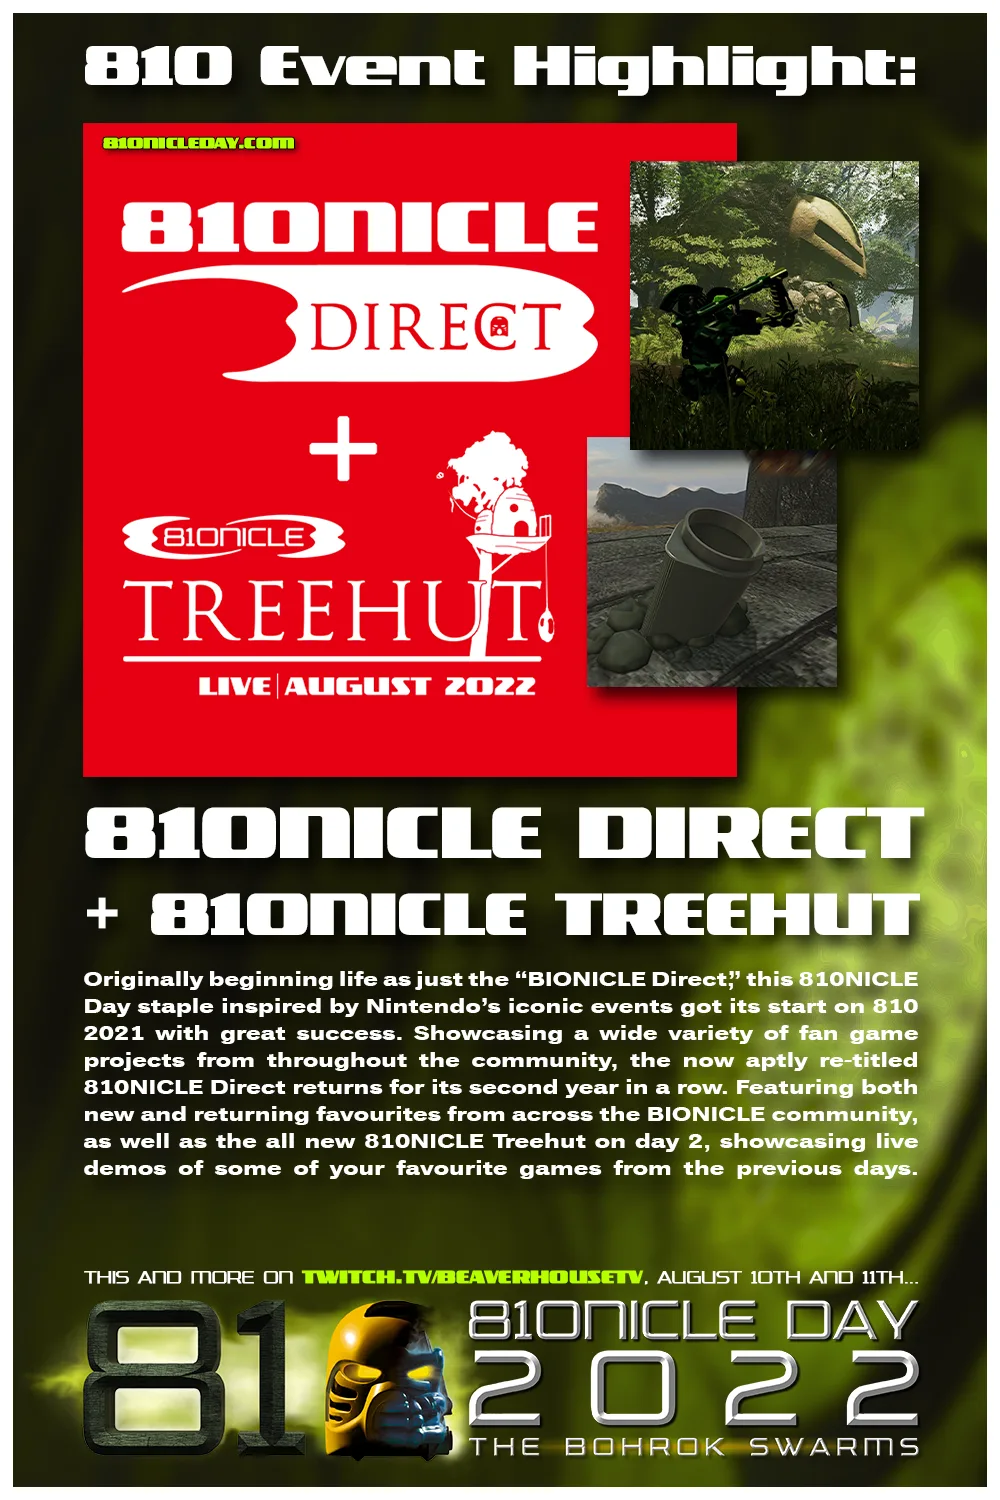 810 Event Highlight:
810NICLEDAY.COM
810NICLE
DIRECT
+
810NICLE
TREEHUT
LIVE|AUGUST 2022
810NICLE DIRECT
+ 810NICLE TREEHUT
Originally beginning life as just the “BIONICLE Direct,” this 810NICLE
Day staple inspired by Nintendo’s iconic events got its start on 810
2021 with great success. Showcasing a wide variety of fan game
projects from throughout the community, the now aptly re-titled
810NICLE Direct returns for its second year in a row. Featuring both
new and returning favourites from across the BIONICLE community,
as well as the all new 810NICLE Treehut on day 2, showcasing live
demos of some of your favourite games from the previous days.
THIS AND MORE ON TWITCH.TV/BEAVERHOUSETV, AUGUST 10TH AND 11TH...
810
810NICLE DAY
2022
THE BOHROK SWARMS